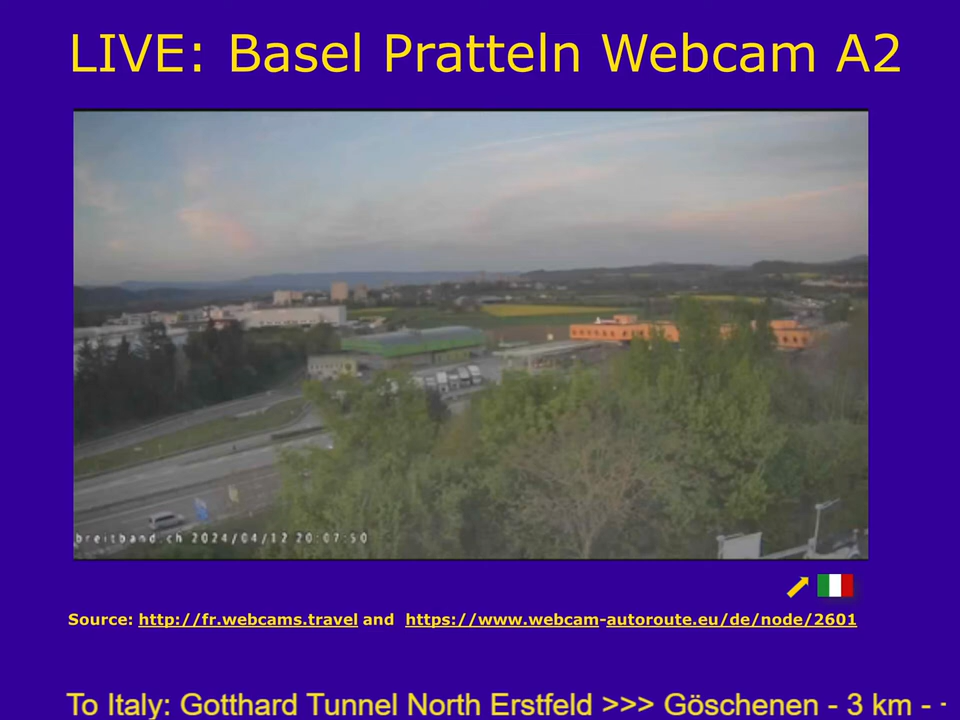 LIVE: Basel Pratteln Webcam A2
breitband.ch 2024/04/12 20:07:50
Source: http://fr.webcams.travel and https://www.webcam-autoroute.eu/de/node/2601
To Italy: Gotthard Tunnel North Erstfeld >>> Göschenen - 3 km -